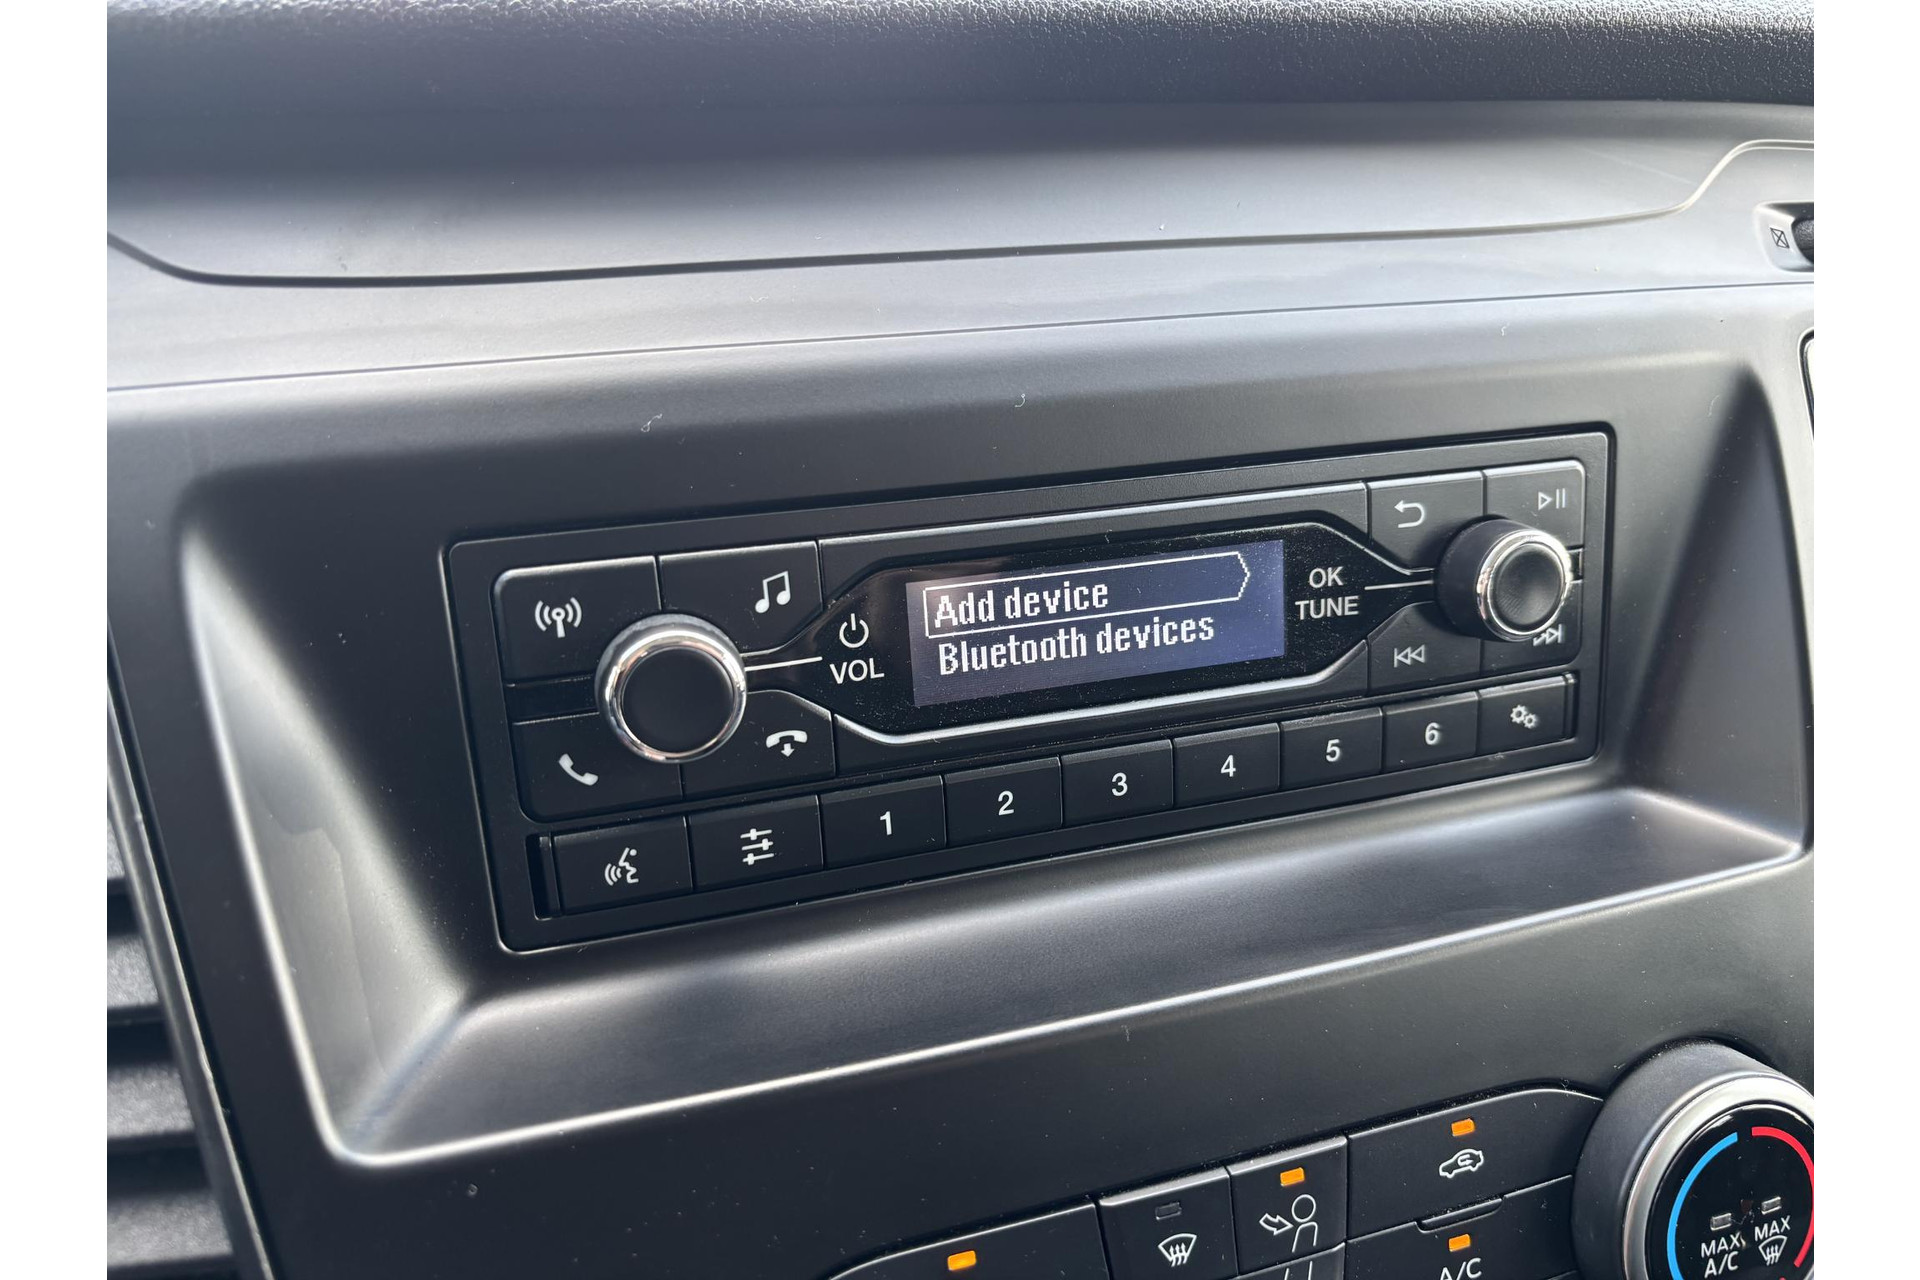 Add device
Bluetooth devices
VOL
OK
TUNE
1
2
3
4
5
6
A/C
MAX
A/C
MAX